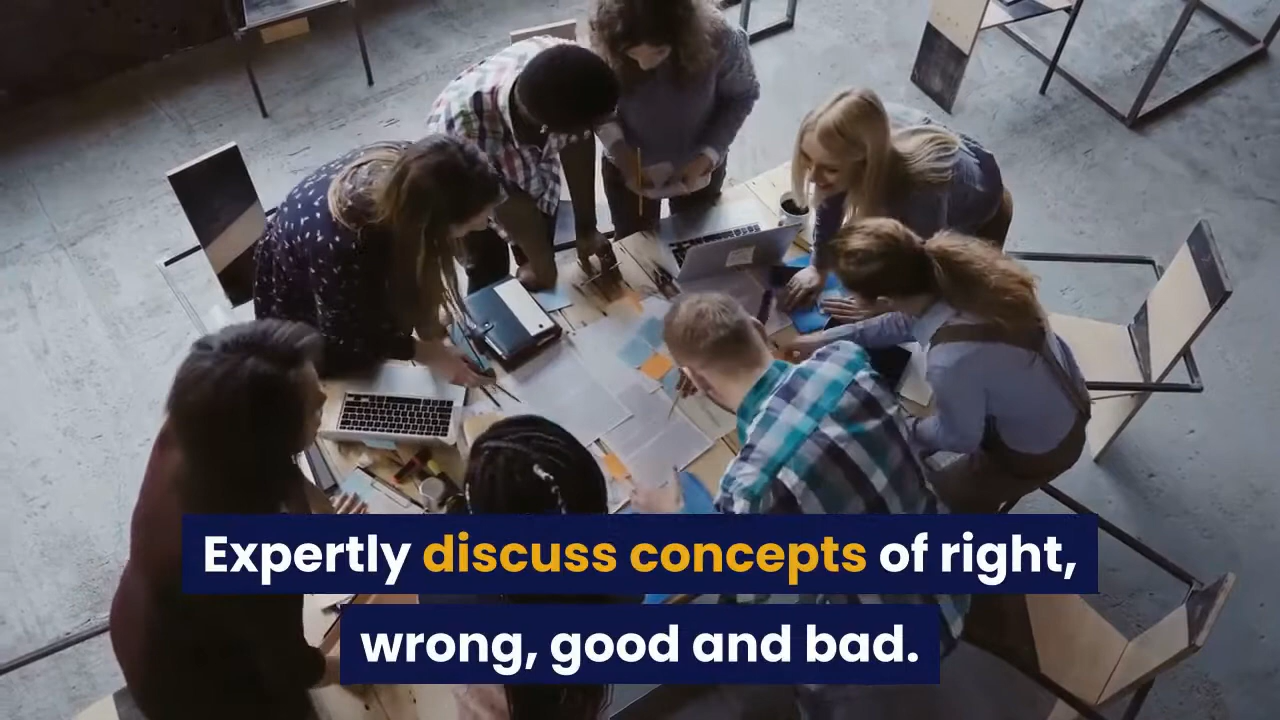 Expertly discuss concepts of right,
wrong, good and bad.